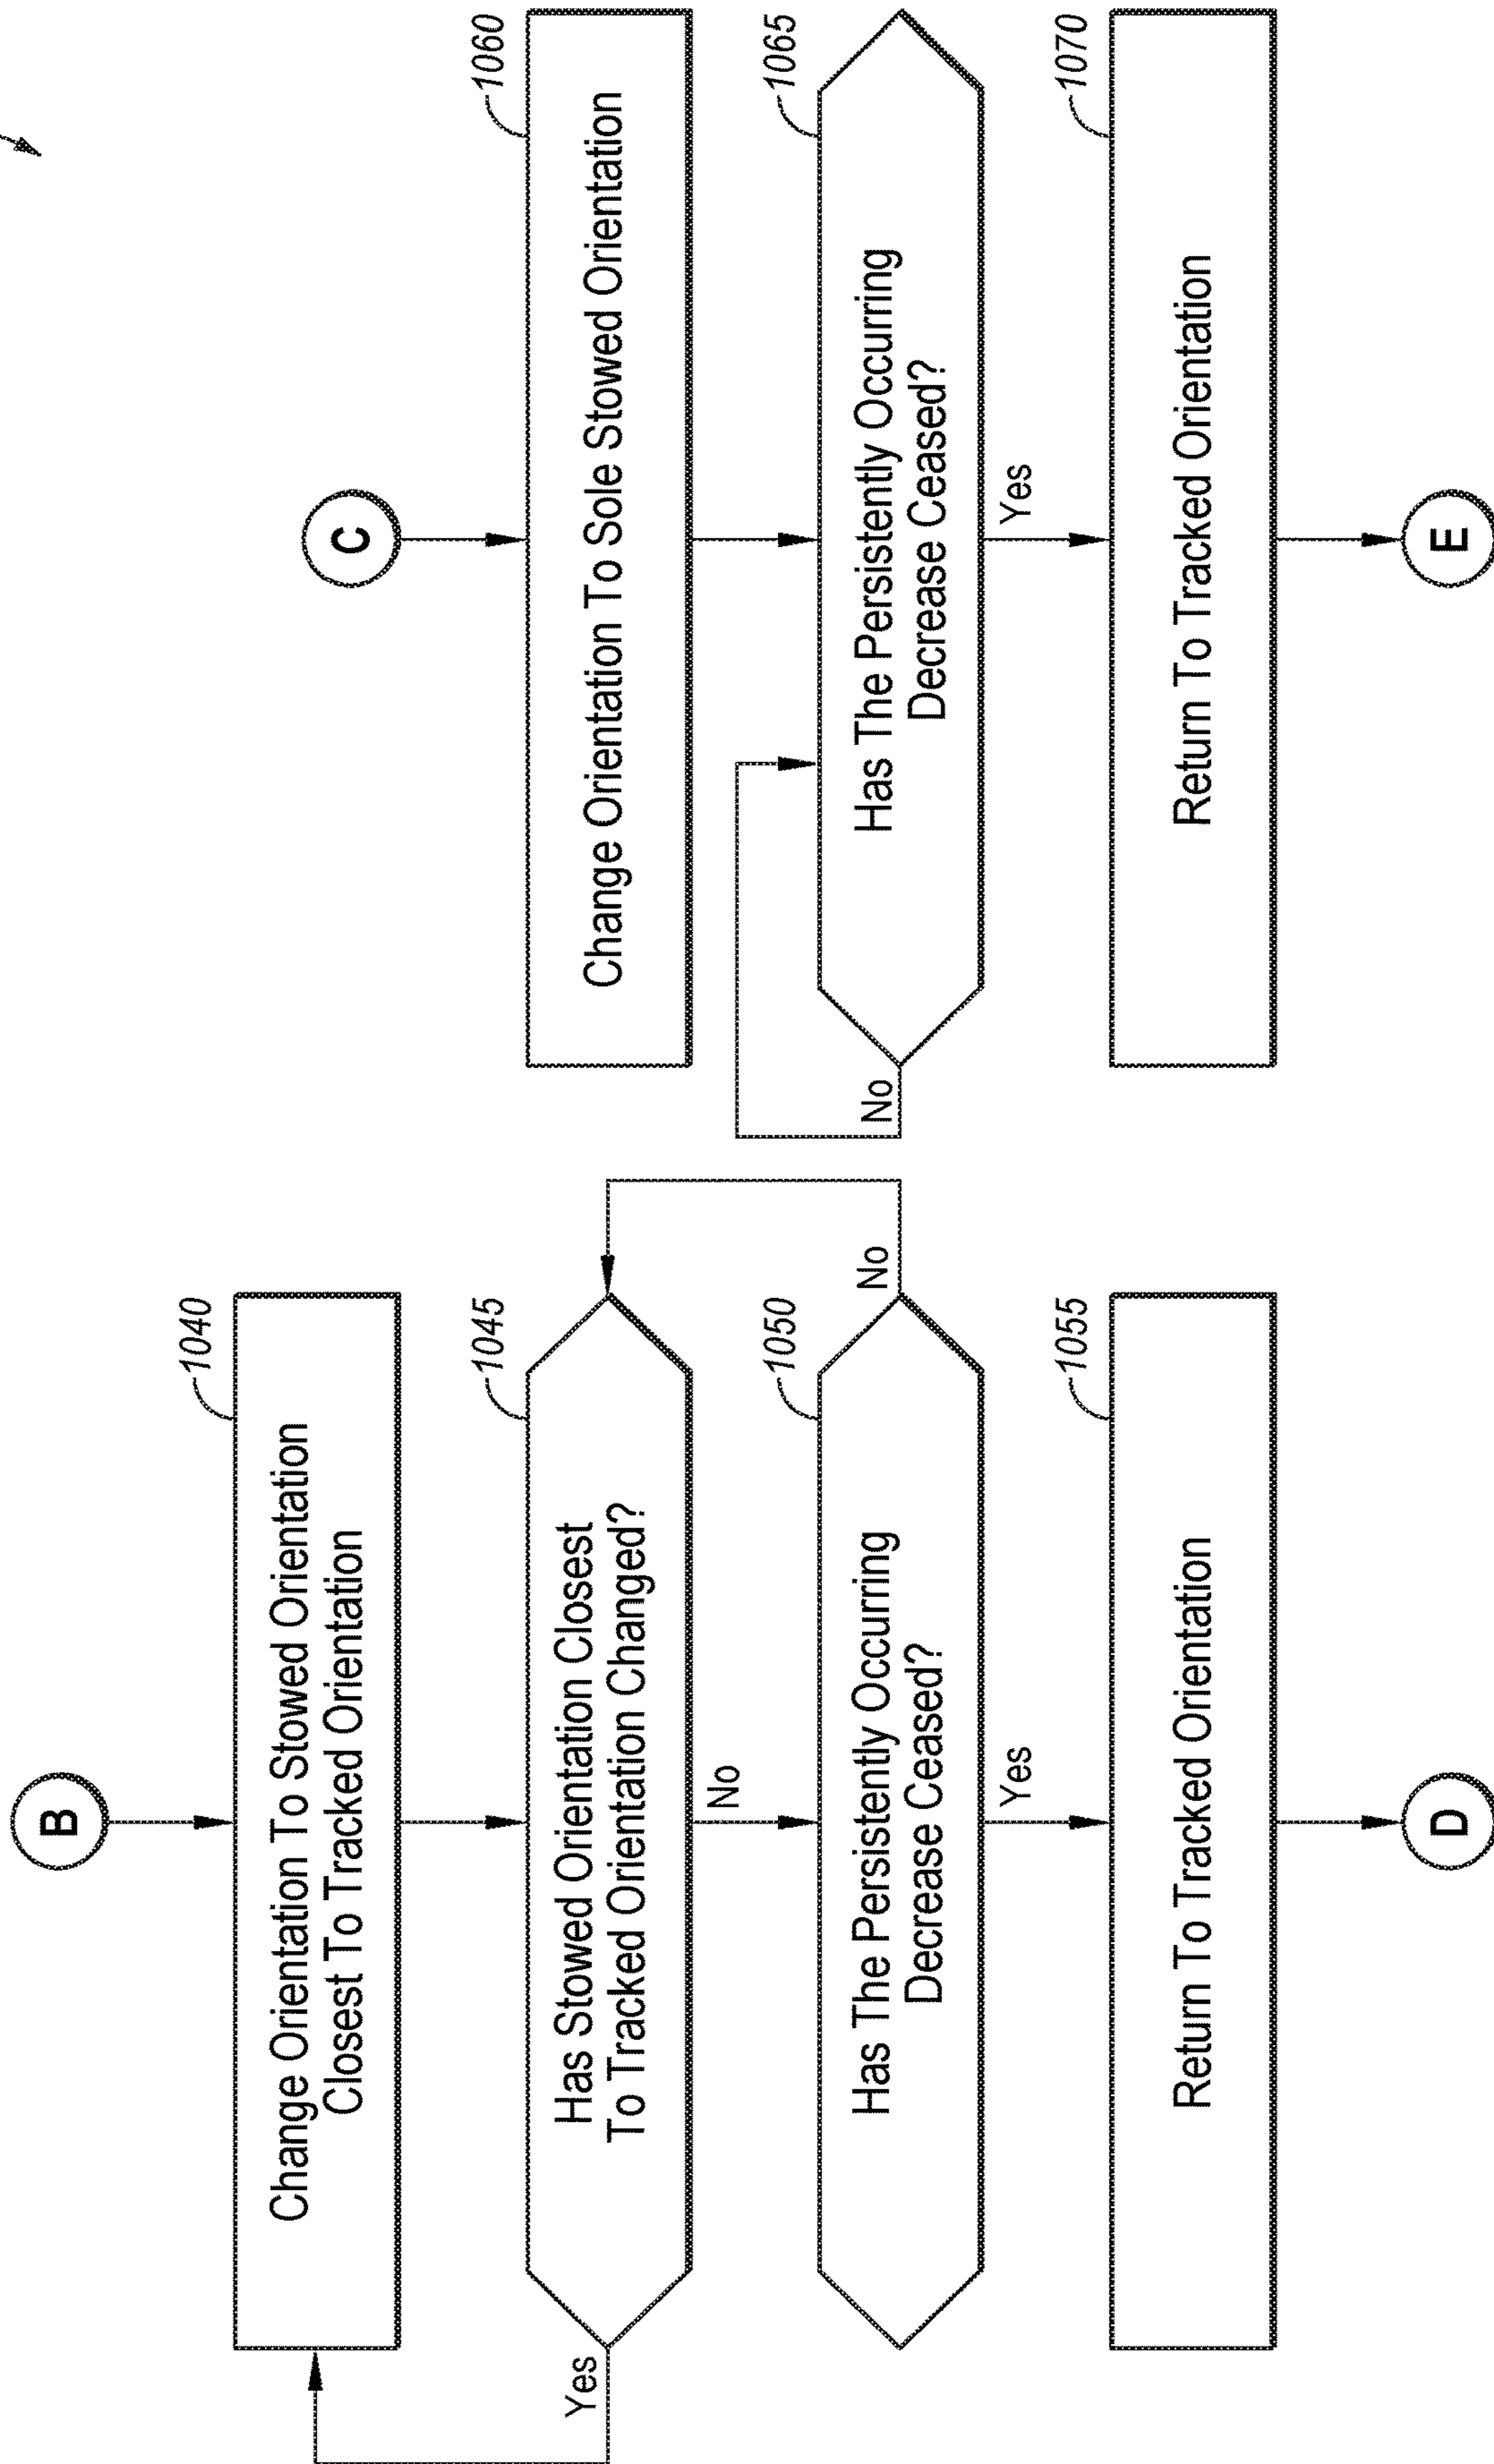 B
1040
Change Orientation To Stowed Orientation
Closest To Tracked Orientation
1045
Has Stowed Orientation Closest
To Tracked Orientation Changed?
Yes
No
1050
Has The Persistently Occurring
Decrease Ceased?
No
Yes
1055
Return To Tracked Orientation
D
C
1060
Change Orientation To Sole Stowed Orientation
1065
Has The Persistently Occurring
Decrease Ceased?
No
Yes
1070
Return To Tracked Orientation
E